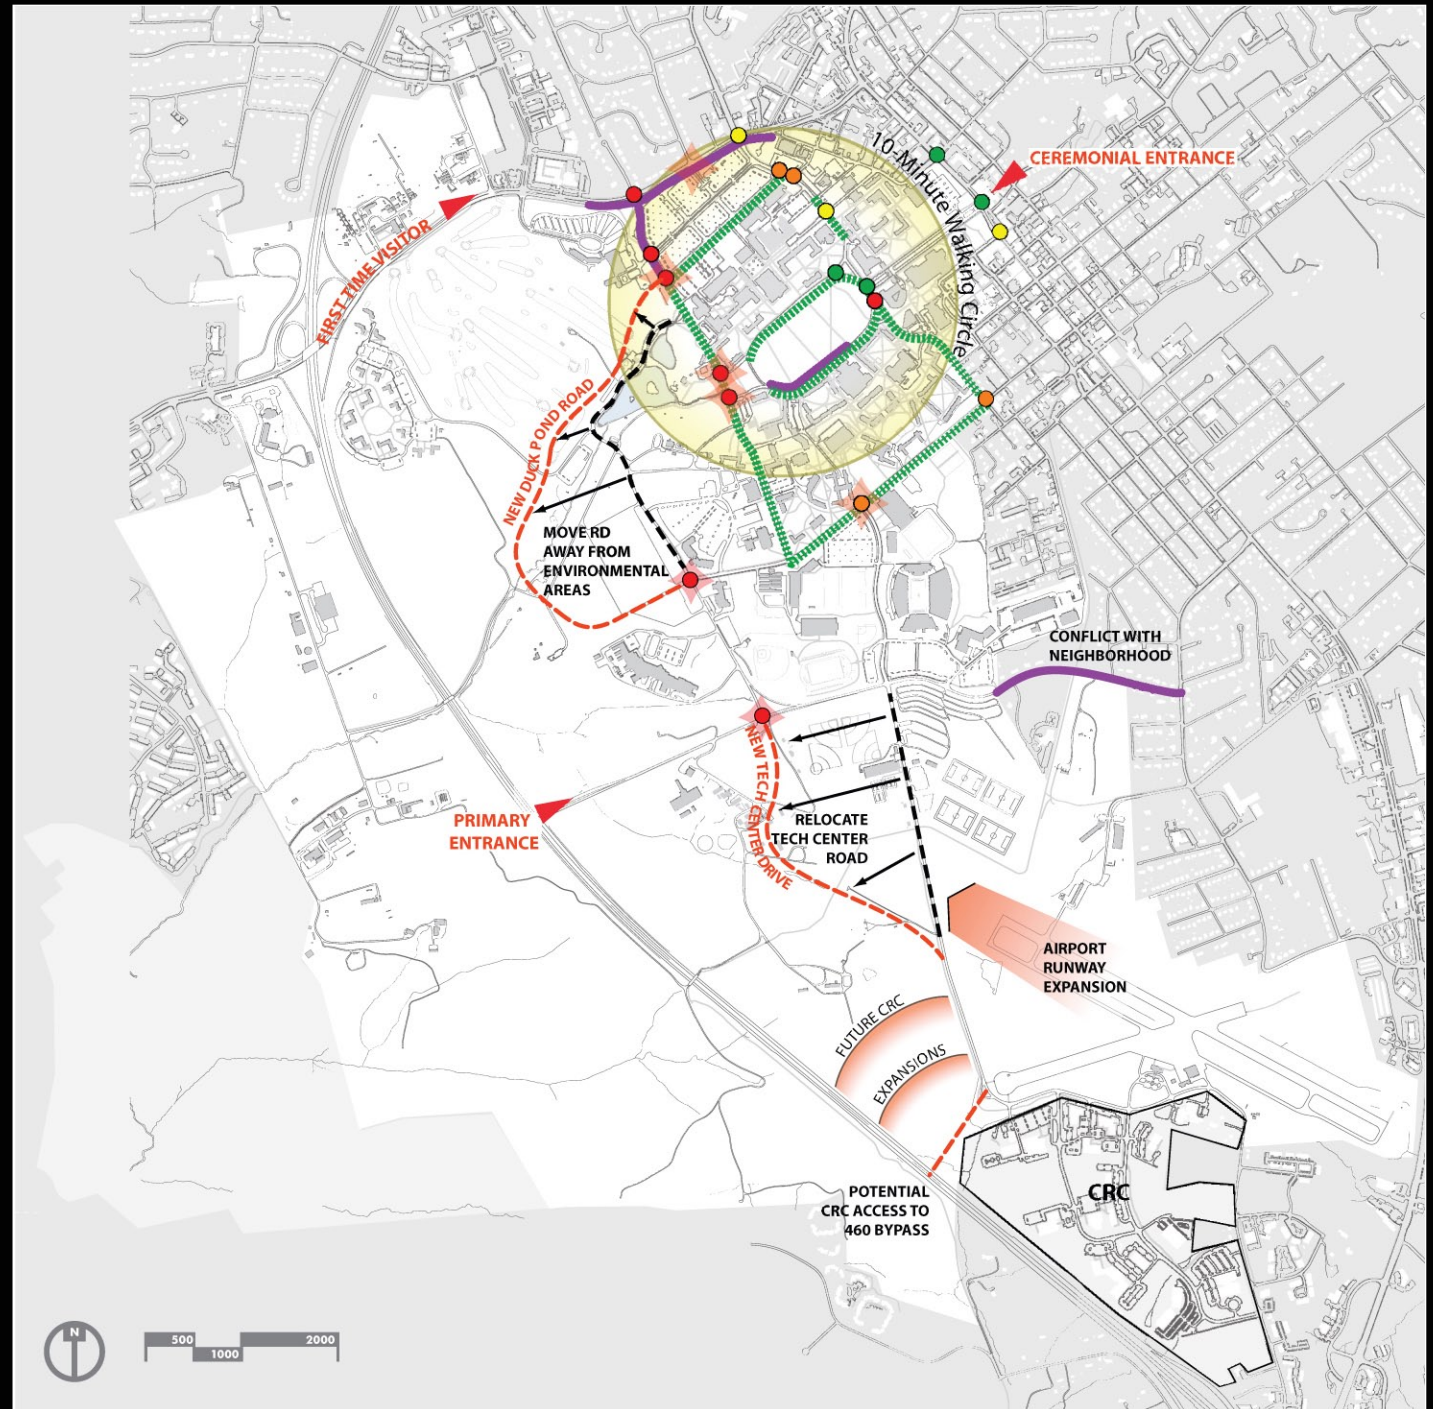 10-Minute Walking Circle
CEREMONIAL ENTRANCE
FIRST TIME VISITOR
NEW DUCK POND ROAD
MOVE RD
AWAY FROM
ENVIRONMENTAL
AREAS
CONFLICT WITH
NEIGHBORHOOD
NEW TECH CENTER DRIVE
PRIMARY
ENTRANCE
RELOCATE
TECH CENTER
ROAD
AIRPORT
RUNWAY
EXPANSION
FUTURE CRC
EXPANSIONS
CRC
POTENTIAL
CRC ACCESS TO
460 BYPASS
N
500
2000
1000